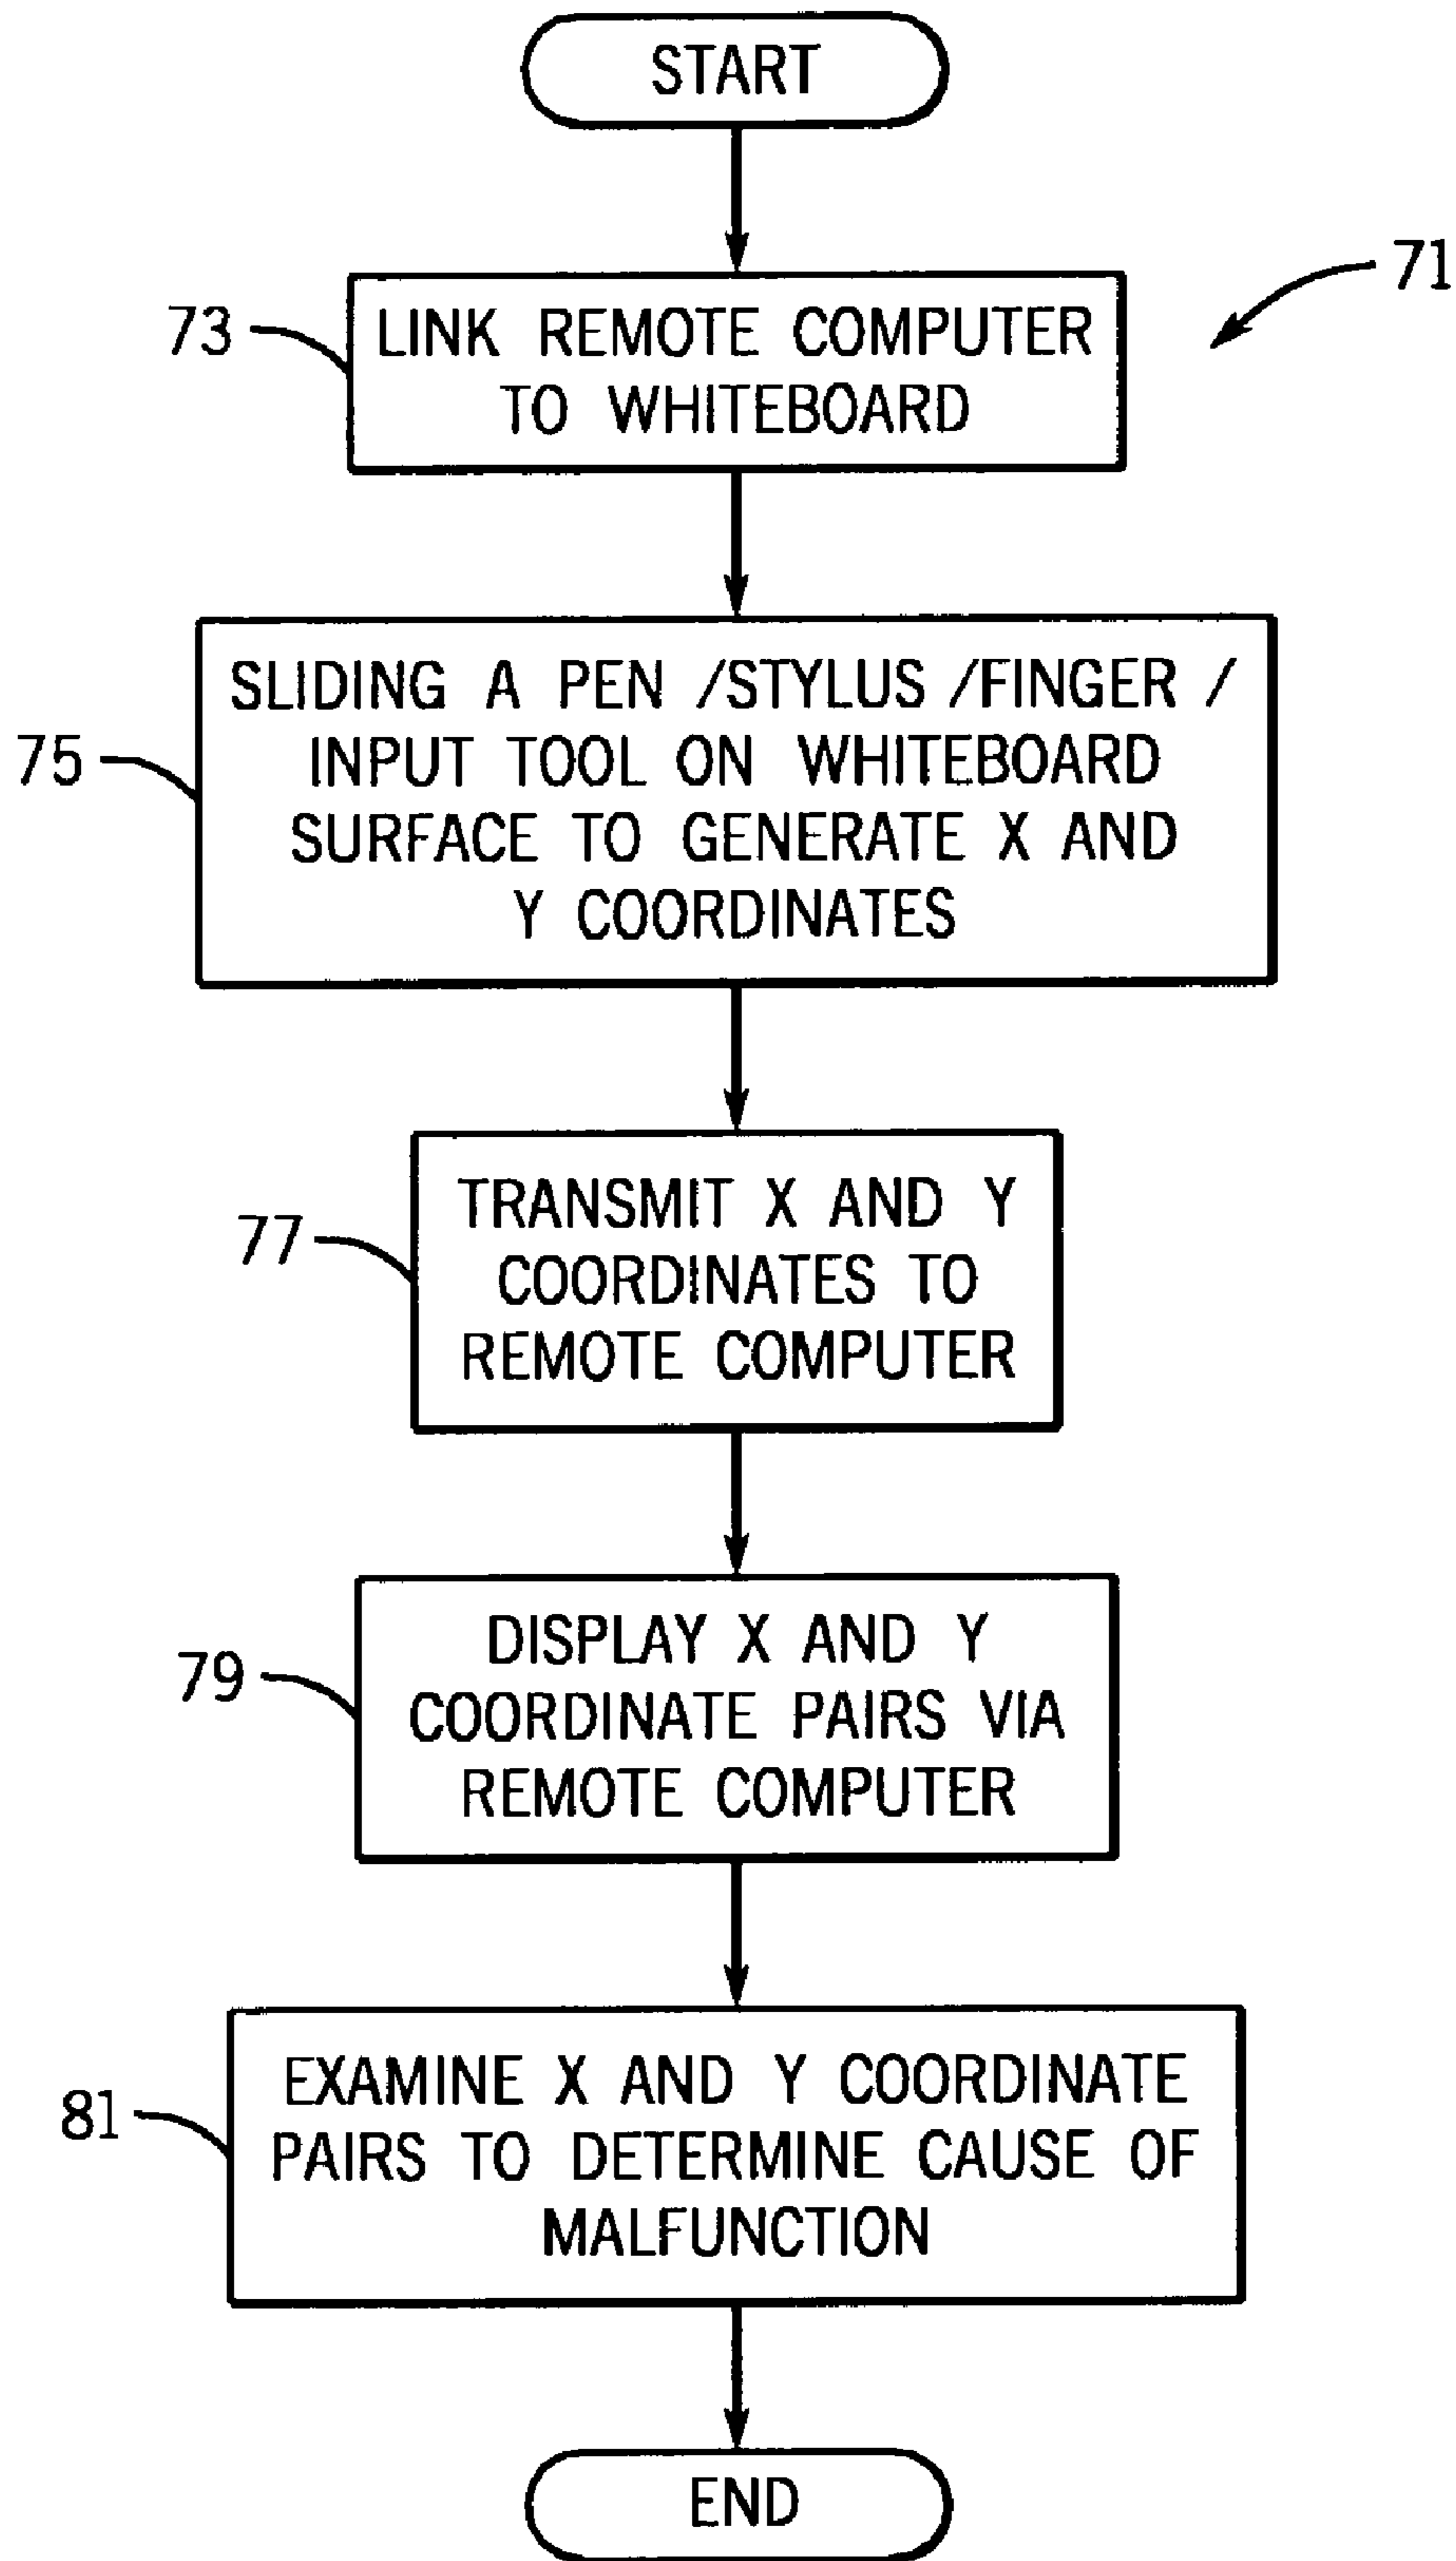 START
71
73
LINK REMOTE COMPUTER
TO WHITEBOARD
75
SLIDING A PEN /STYLUS /FINGER /
INPUT TOOL ON WHITEBOARD
SURFACE TO GENERATE X AND
Y COORDINATES
77
TRANSMIT X AND Y
COORDINATES TO
REMOTE COMPUTER
79
DISPLAY X AND Y
COORDINATE PAIRS VIA
REMOTE COMPUTER
81
EXAMINE X AND Y COORDINATE
PAIRS TO DETERMINE CAUSE OF
MALFUNCTION
END